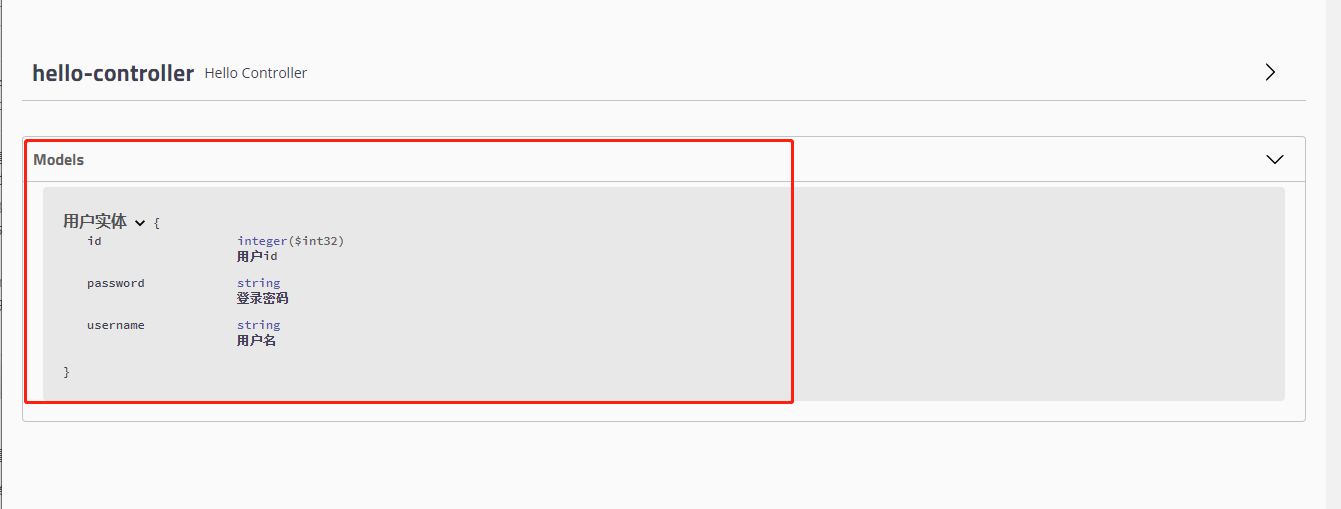 hello-controller Hello Controller
Models
用户实体 {
id integer($int32)
用户id
password string
登录密码
username string
用户名
}